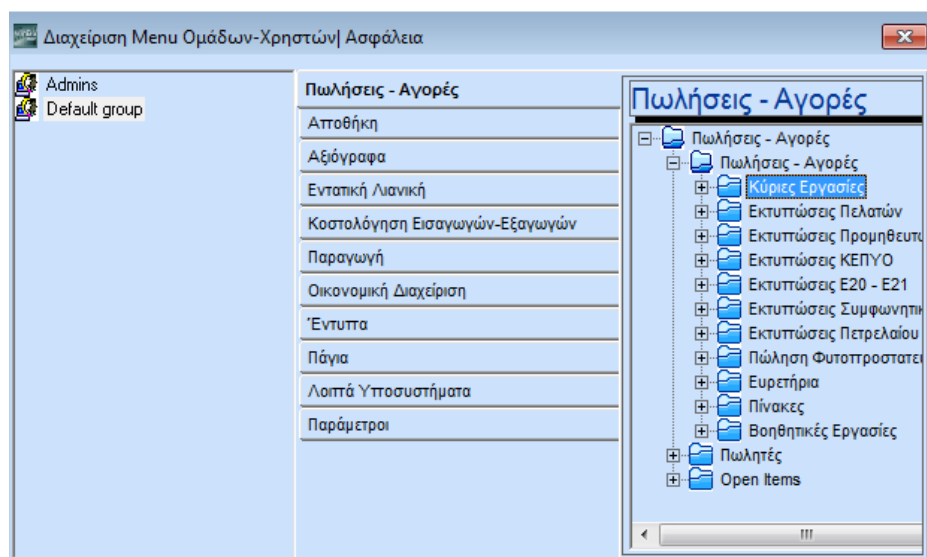 Διαχείριση Menu Ομάδων-Χρηστών| Ασφάλεια
Admins
Default group
Πωλήσεις - Αγορές
Αποθήκη
Αξιόγραφα
Εντατική Λιανική
Κοστολόγηση Εισαγωγών-Εξαγωγών
Παραγωγή
Οικονομική Διαχείριση
Έντυπα
Πάγια
Λοιπά Υποσυστήματα
Παράμετροι
Πωλήσεις - Αγορές
Πωλήσεις - Αγορές
Πωλήσεις - Αγορές
Κύριες Εργασίες
Εκτυπώσεις Πελατών
Εκτυπώσεις Προμηθευτώ
Εκτυπώσεις ΚΕΠΥΟ
Εκτυπώσεις Ε20 - Ε21
Εκτυπώσεις Συμφωνητικ
Εκτυπώσεις Πετρελαίου
Πώληση Φυτοπροστατευ
Ευρετήρια
Πίνακες
Βοηθητικές Εργασίες
Πωλητές
Open Items